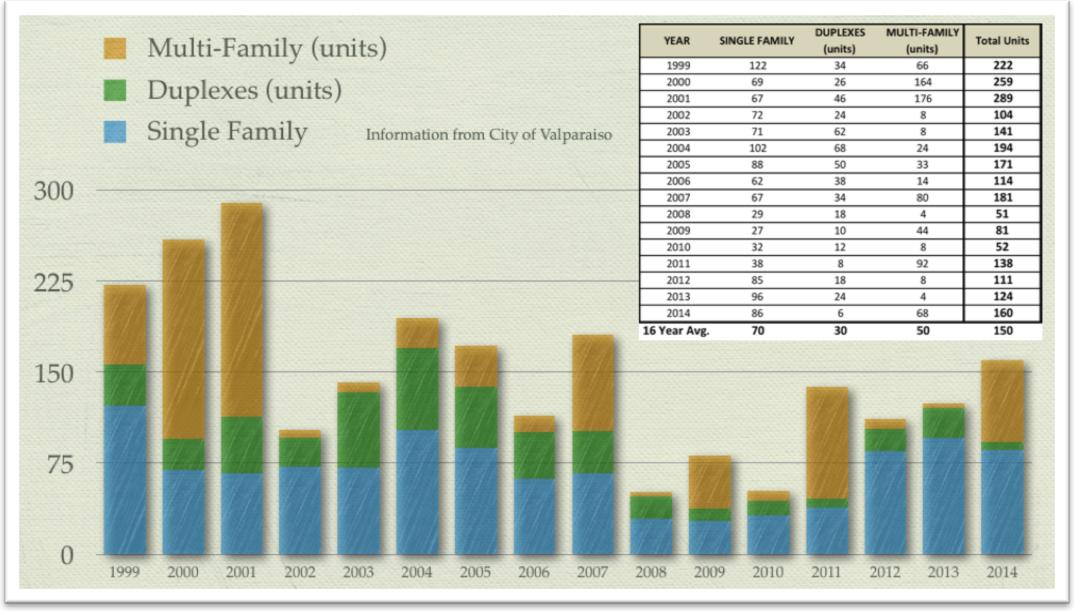 Multi-Family (units)
Duplexes (units)
Single Family
Information from City of Valparaiso
YEAR SINGLE FAMILY DUPLEXES (units) MULTI-FAMILY (units) Total Units
1999 122 34 66 222
2000 69 26 164 259
2001 67 46 176 289
2002 72 24 8 104
2003 71 62 8 141
2004 102 68 24 194
2005 88 50 33 171
2006 62 38 14 114
2007 67 34 80 181
2008 29 18 4 51
2009 27 10 44 81
2010 32 12 8 52
2011 38 8 92 138
2012 85 18 8 111
2013 96 24 4 124
2014 86 6 68 160
16 Year Avg. 70 30 50 150
300
225
150
75
0
1999 2000 2001 2002 2003 2004 2005 2006 2007 2008 2009 2010 2011 2012 2013 2014